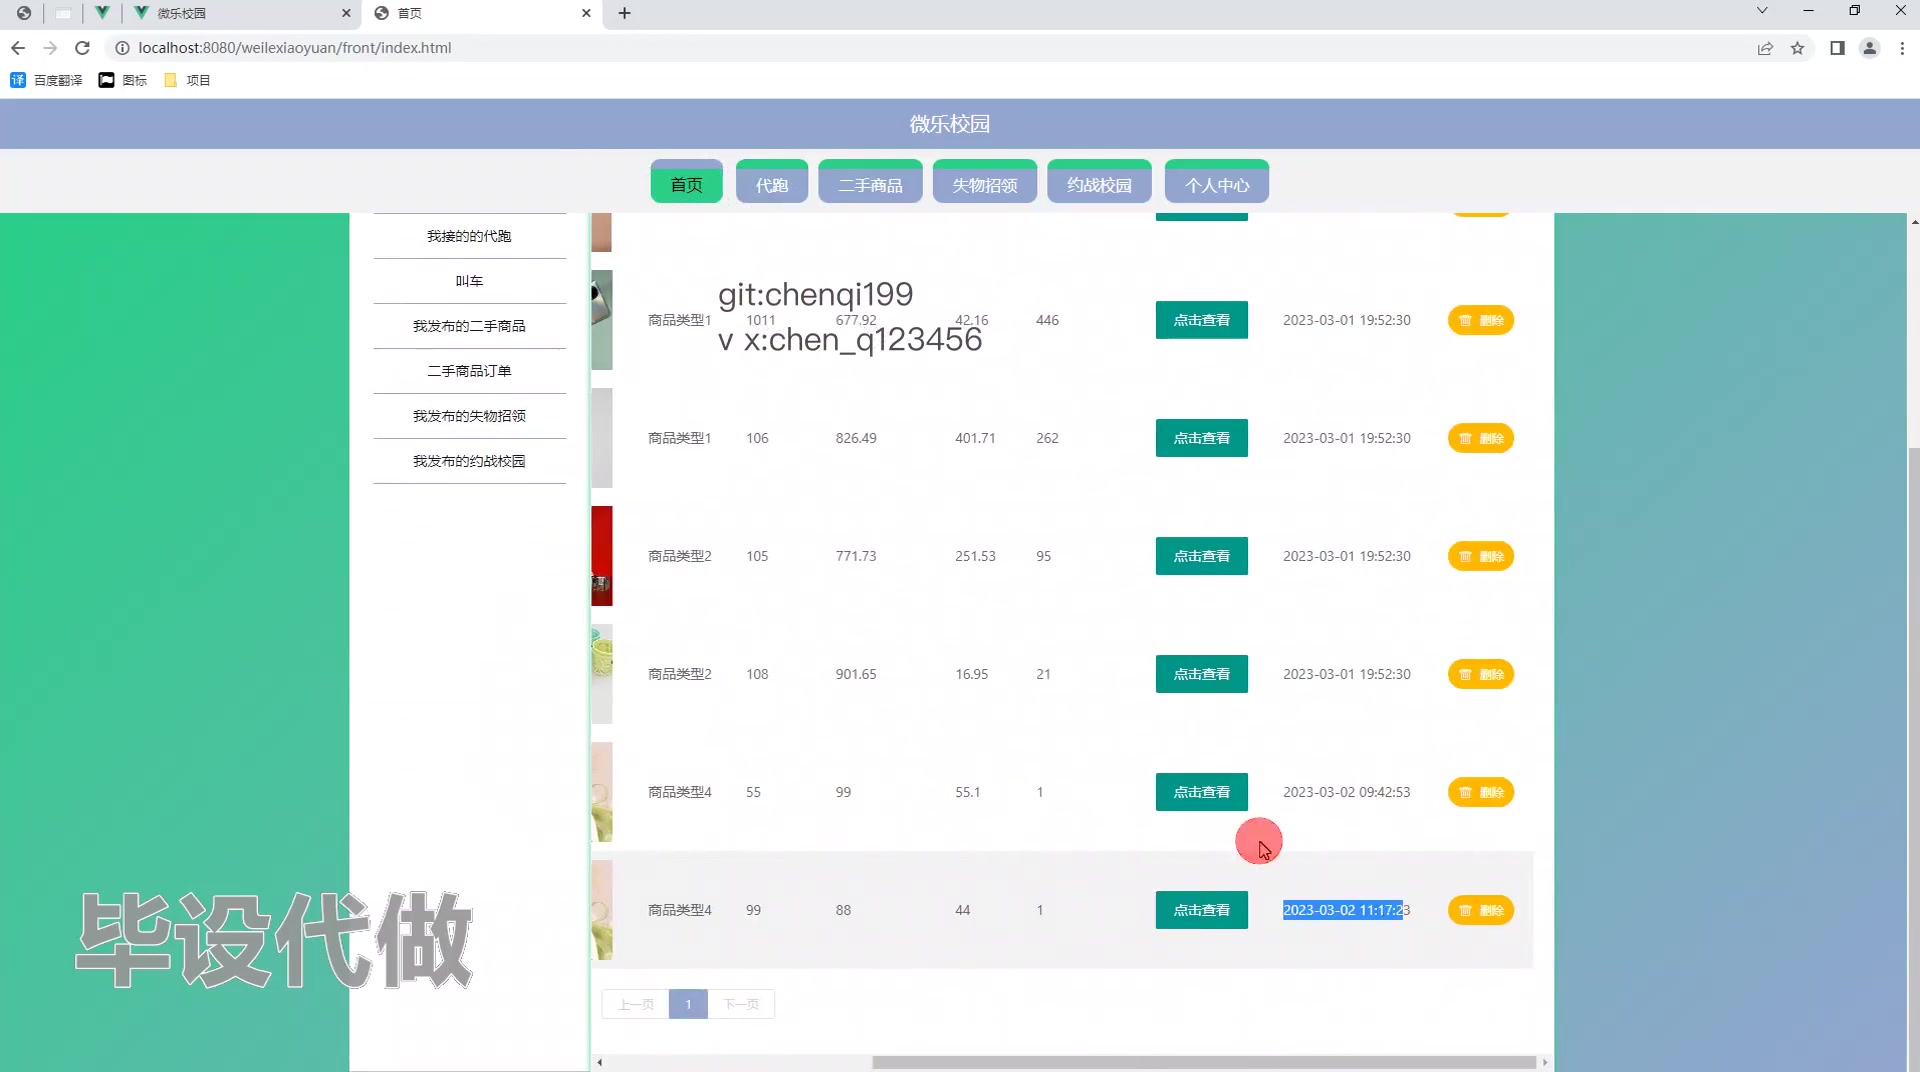 微乐校园
首页
localhost:8080/weilexiaoyuan/front/index.html
译 百度翻译 图标 项目
微乐校园
首页 代跑 二手商品 失物招领 约战校园 个人中心
我接的的代跑
叫车
我发布的二手商品
二手商品订单
我发布的失物招领
我发布的约战校园
git:chenqi199
v x:chen_q123456
商品类型1 1011 677.92 42.16 446 点击查看 2023-03-01 19:52:30 删除
商品类型1 106 826.49 401.71 262 点击查看 2023-03-01 19:52:30 删除
商品类型2 105 771.73 251.53 95 点击查看 2023-03-01 19:52:30 删除
商品类型2 108 901.65 16.95 21 点击查看 2023-03-01 19:52:30 删除
商品类型4 55 99 55.1 1 点击查看 2023-03-02 09:42:53 删除
商品类型4 99 88 44 1 点击查看 2023-03-02 11:17:23 删除
毕设代做
上一页 1 下一页